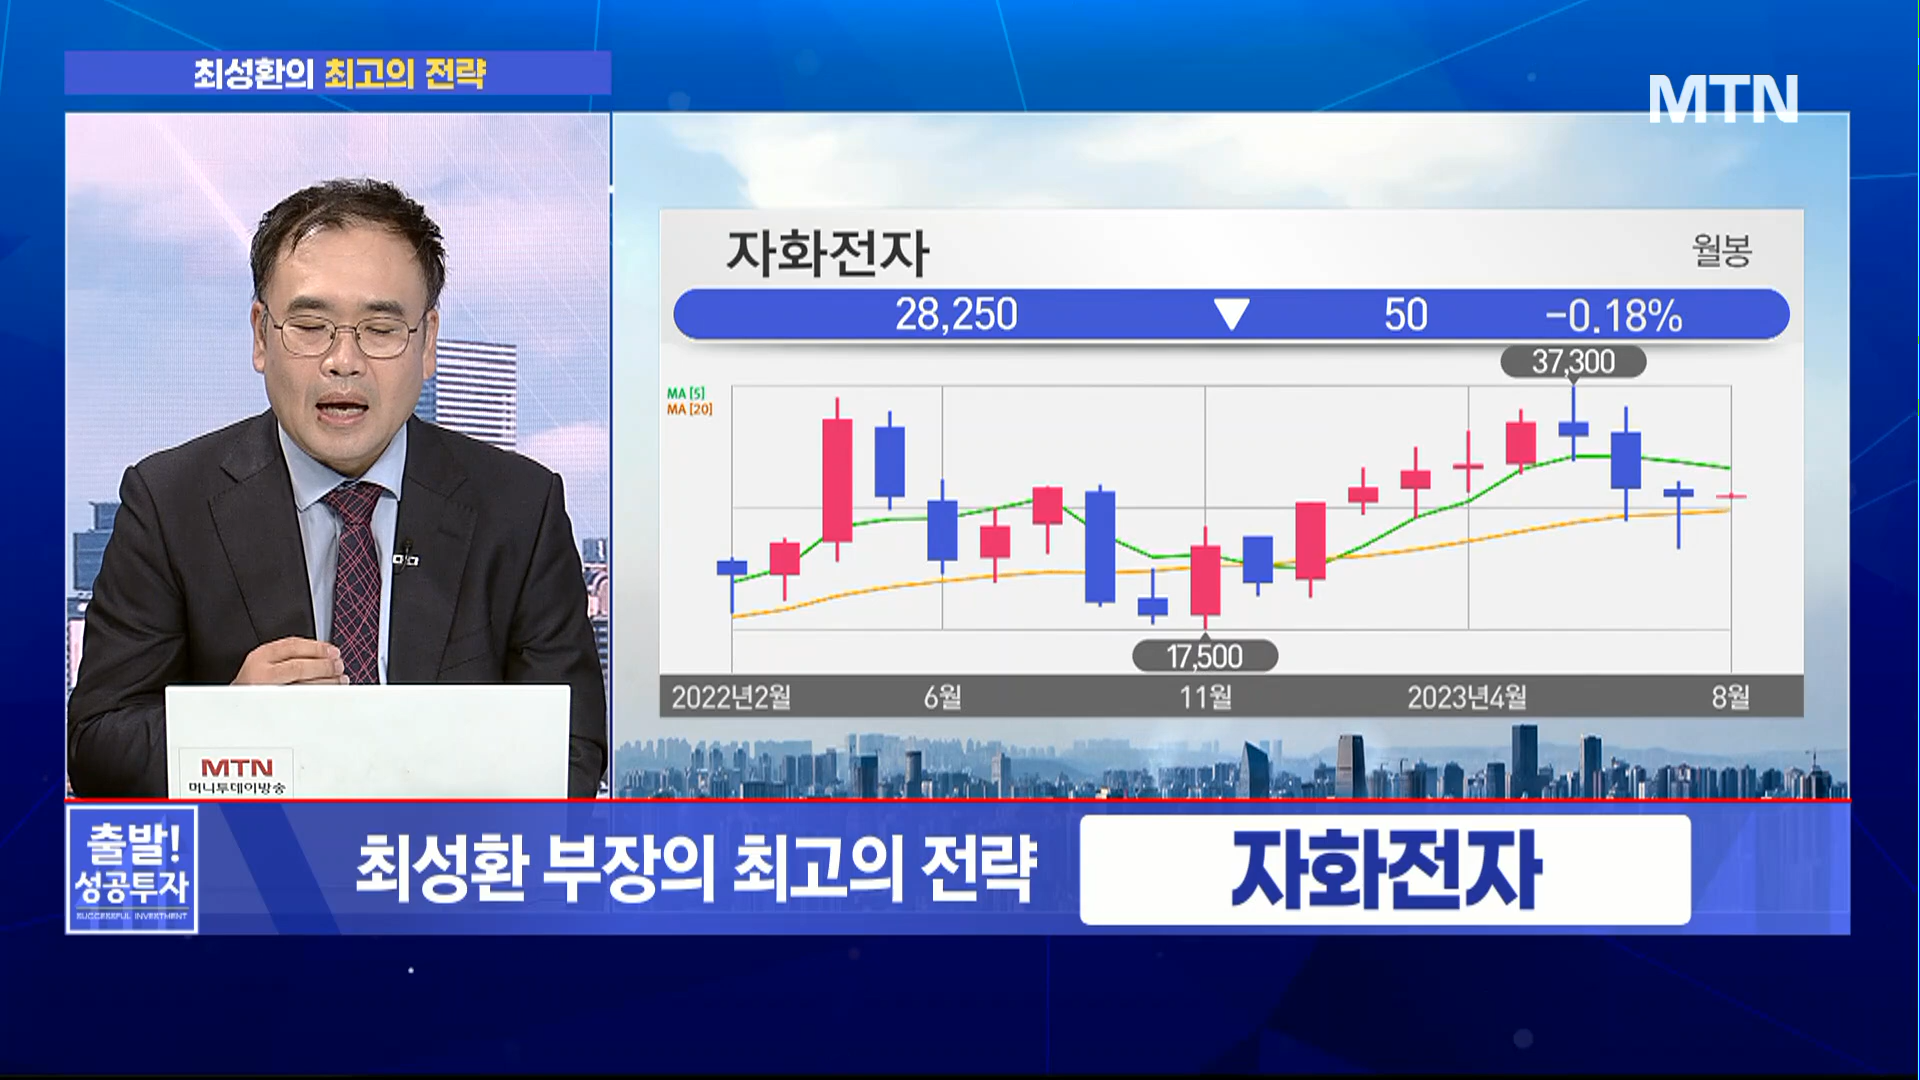 최성환의 최고의 전략
MTN
자화전자
월봉
28,250 ▼ 50 -0.18%
37,300
MA [5]
MA [20]
17,500
2022년2월 6월 11월 2023년4월 8월
MTN
머니투데이방송
출발!
성공투자
SUCCESSFUL INVESTMENT
최성환 부장의 최고의 전략
자화전자